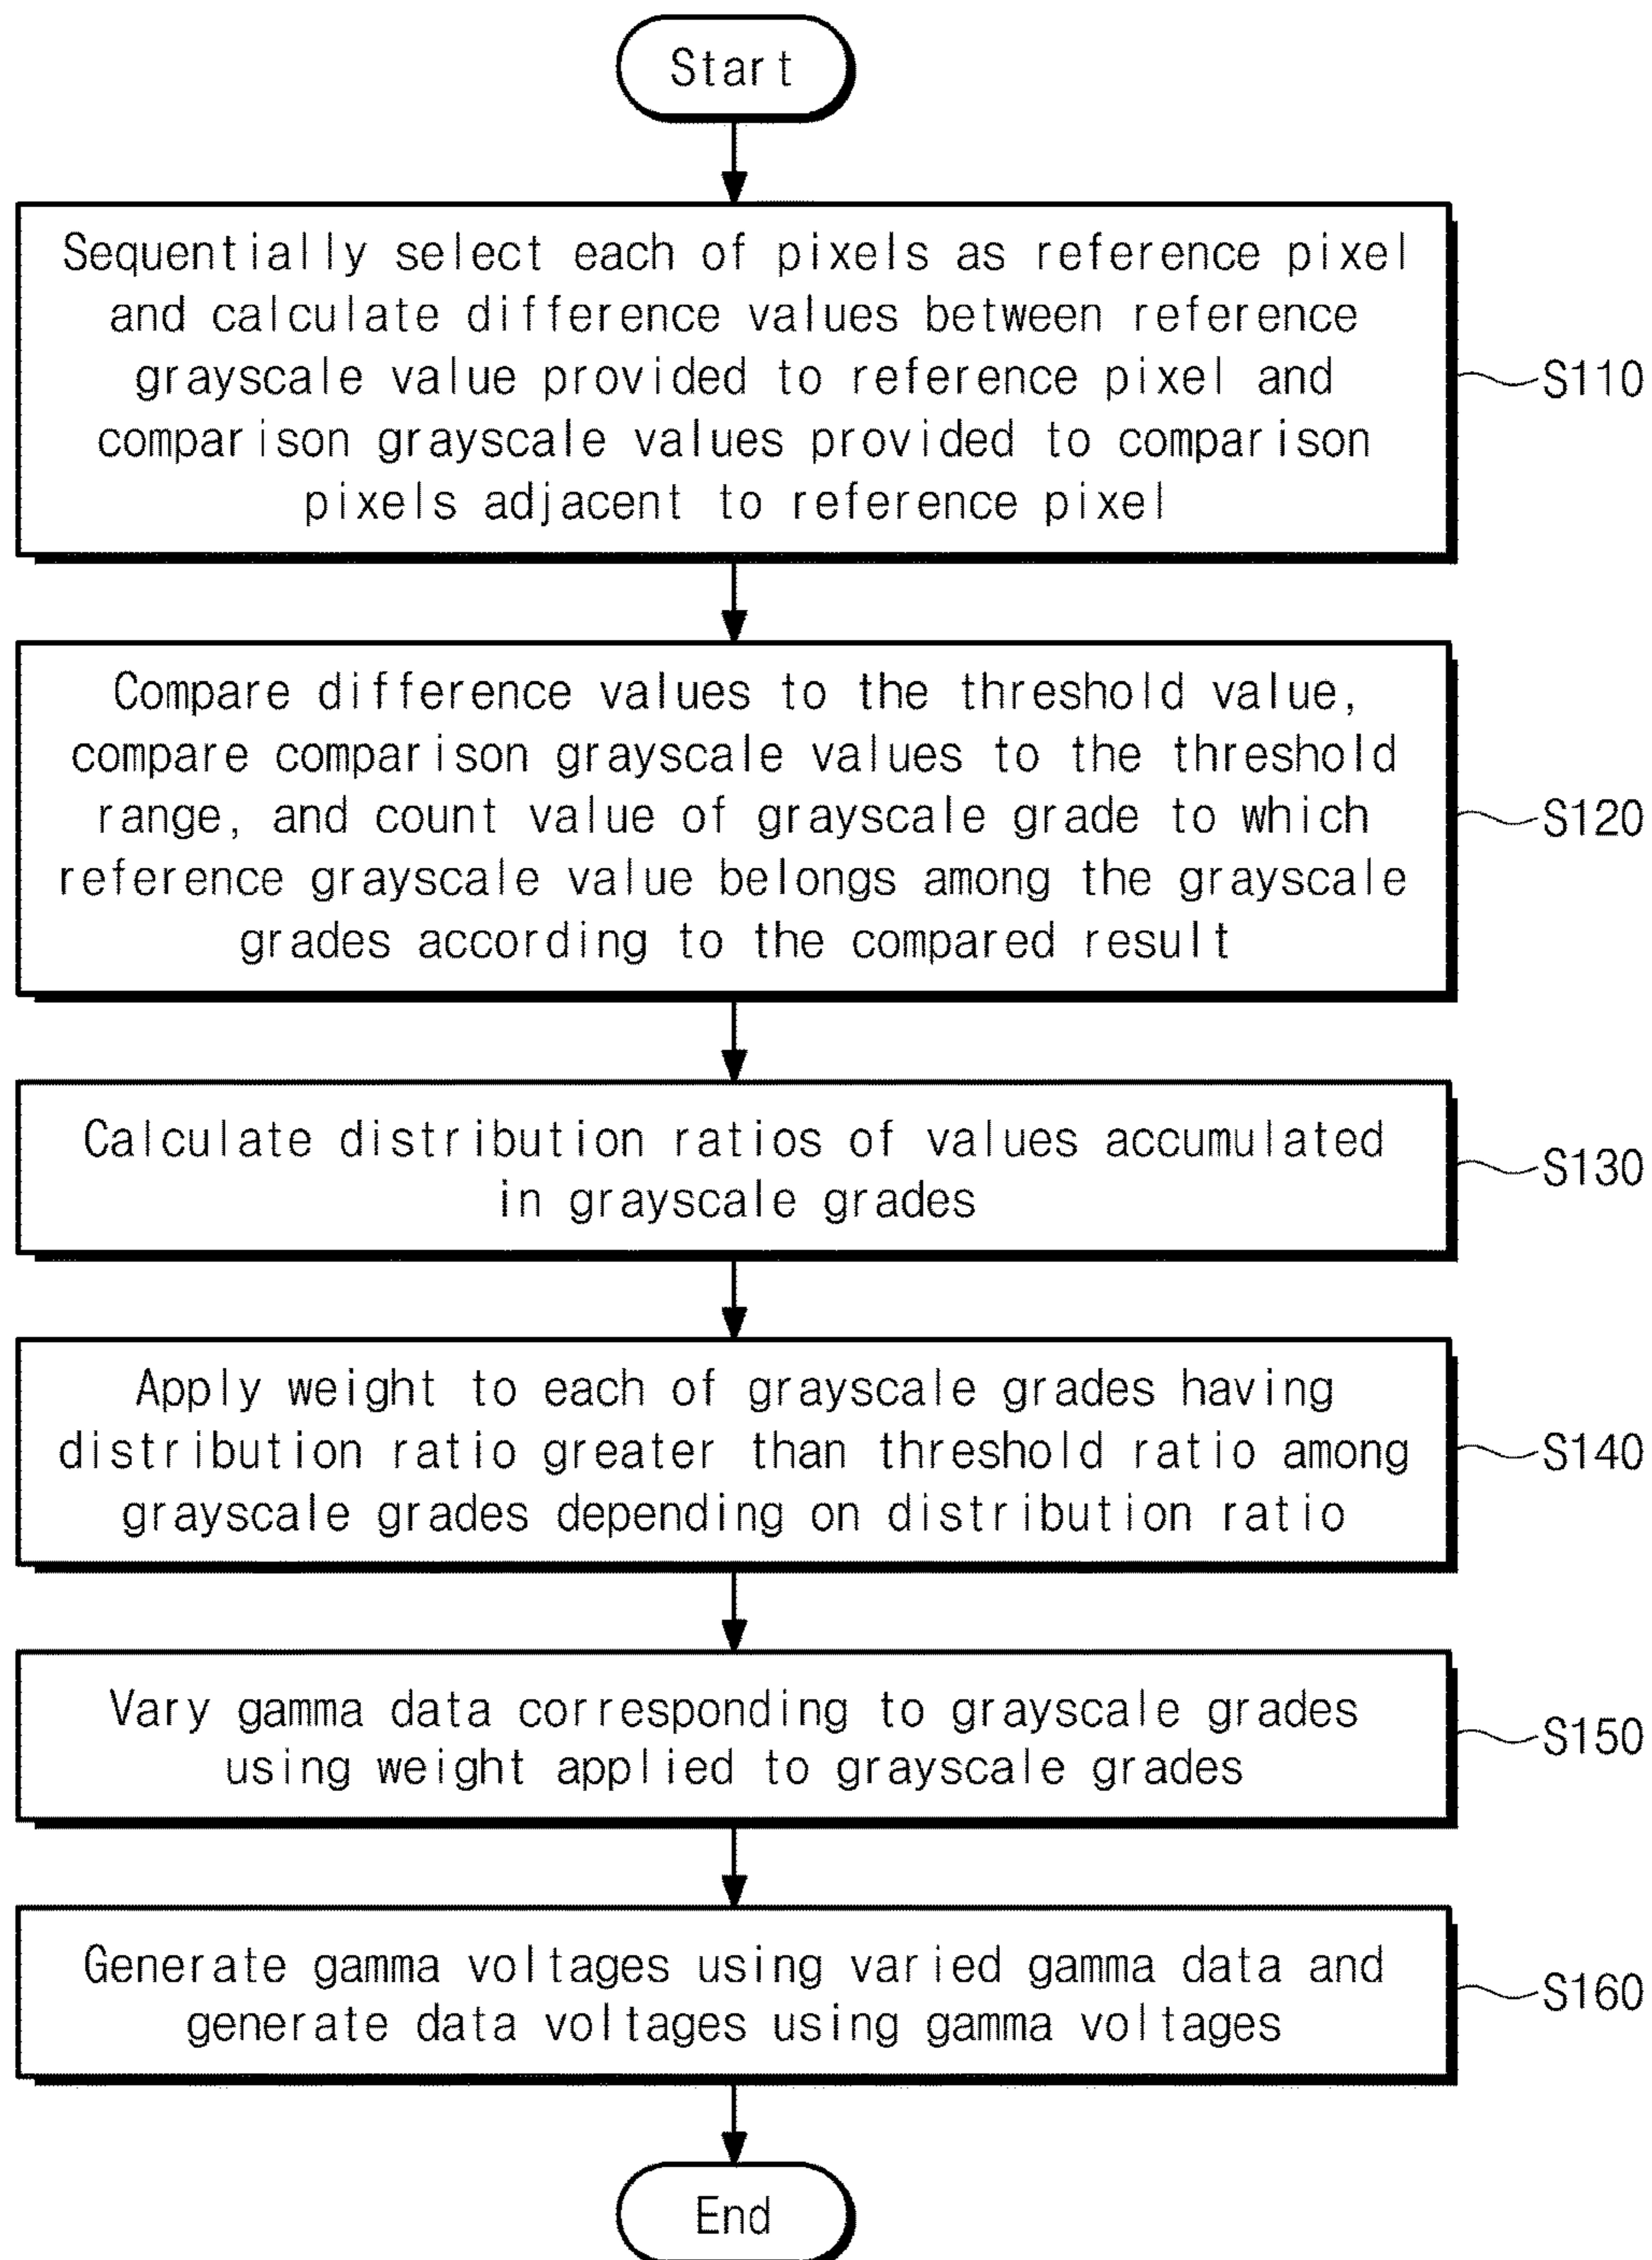 Start
Sequentially select each of pixels as reference pixel
and calculate difference values between reference
grayscale value provided to reference pixel and
comparison grayscale values provided to comparison
pixels adjacent to reference pixel
S110
Compare difference values to the threshold value,
compare comparison grayscale values to the threshold
range, and count value of grayscale grade to which
reference grayscale value belongs among the grayscale
grades according to the compared result
S120
Calculate distribution ratios of values accumulated
in grayscale grades
S130
Apply weight to each of grayscale grades having
distribution ratio greater than threshold ratio among
grayscale grades depending on distribution ratio
S140
Vary gamma data corresponding to grayscale grades
using weight applied to grayscale grades
S150
Generate gamma voltages using varied gamma data and
generate data voltages using gamma voltages
S160
End